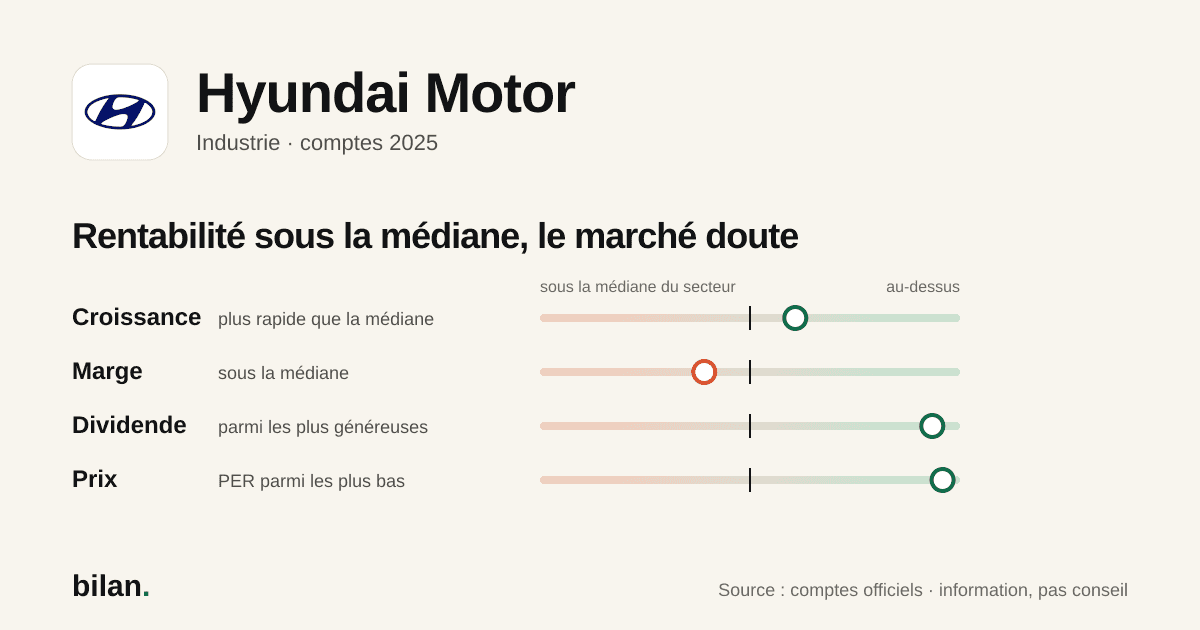 Hyundai Motor
Industrie · comptes 2025
Rentabilité sous la médiane, le marché doute
sous la médiane du secteur au-dessus
Croissance plus rapide que la médiane
Marge sous la médiane
Dividende parmi les plus généreuses
Prix PER parmi les plus bas
bilan.
Source : comptes officiels · information, pas conseil